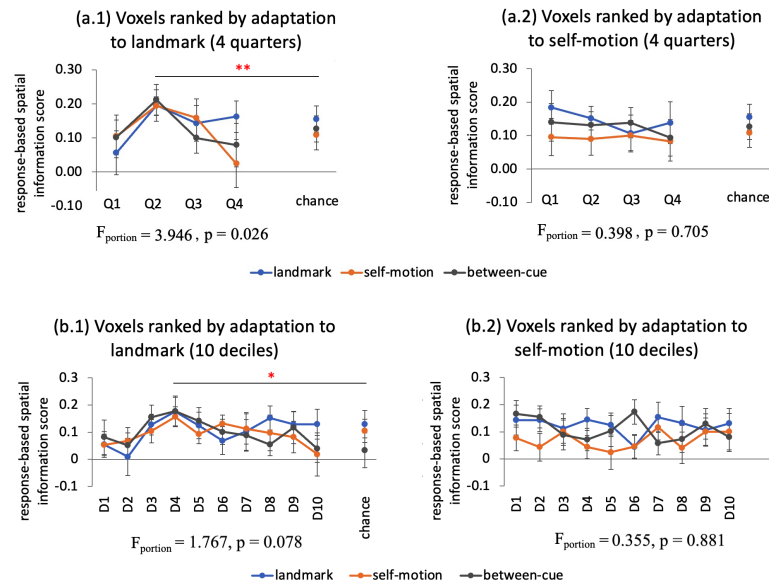 (a.1) Voxels ranked by adaptation
to landmark (4 quarters)
response-based spatial
information score
0.30
0.20
0.10
0.00
-0.10
**
Q1 Q2 Q3 Q4 chance
Fportion = 3.946 , p = 0.026
(a.2) Voxels ranked by adaptation
to self-motion (4 quarters)
response-based spatial
information score
0.30
0.20
0.10
0.00
-0.10
Q1 Q2 Q3 Q4 chance
Fportion = 0.398 , p = 0.705
landmark self-motion between-cue
(b.1) Voxels ranked by adaptation to
landmark (10 deciles)
response-based spatial
information score
0.3
0.2
0.1
0
-0.1
*
D1 D2 D3 D4 D5 D6 D7 D8 D9 D10 chance
Fportion = 1.767, p = 0.078
(b.2) Voxels ranked by adaptation to
self-motion (10 deciles)
response-based spatial
information score
0.3
0.2
0.1
0
-0.1
D1 D2 D3 D4 D5 D6 D7 D8 D9 D10
Fportion = 0.355, p = 0.881
landmark self-motion between-cue